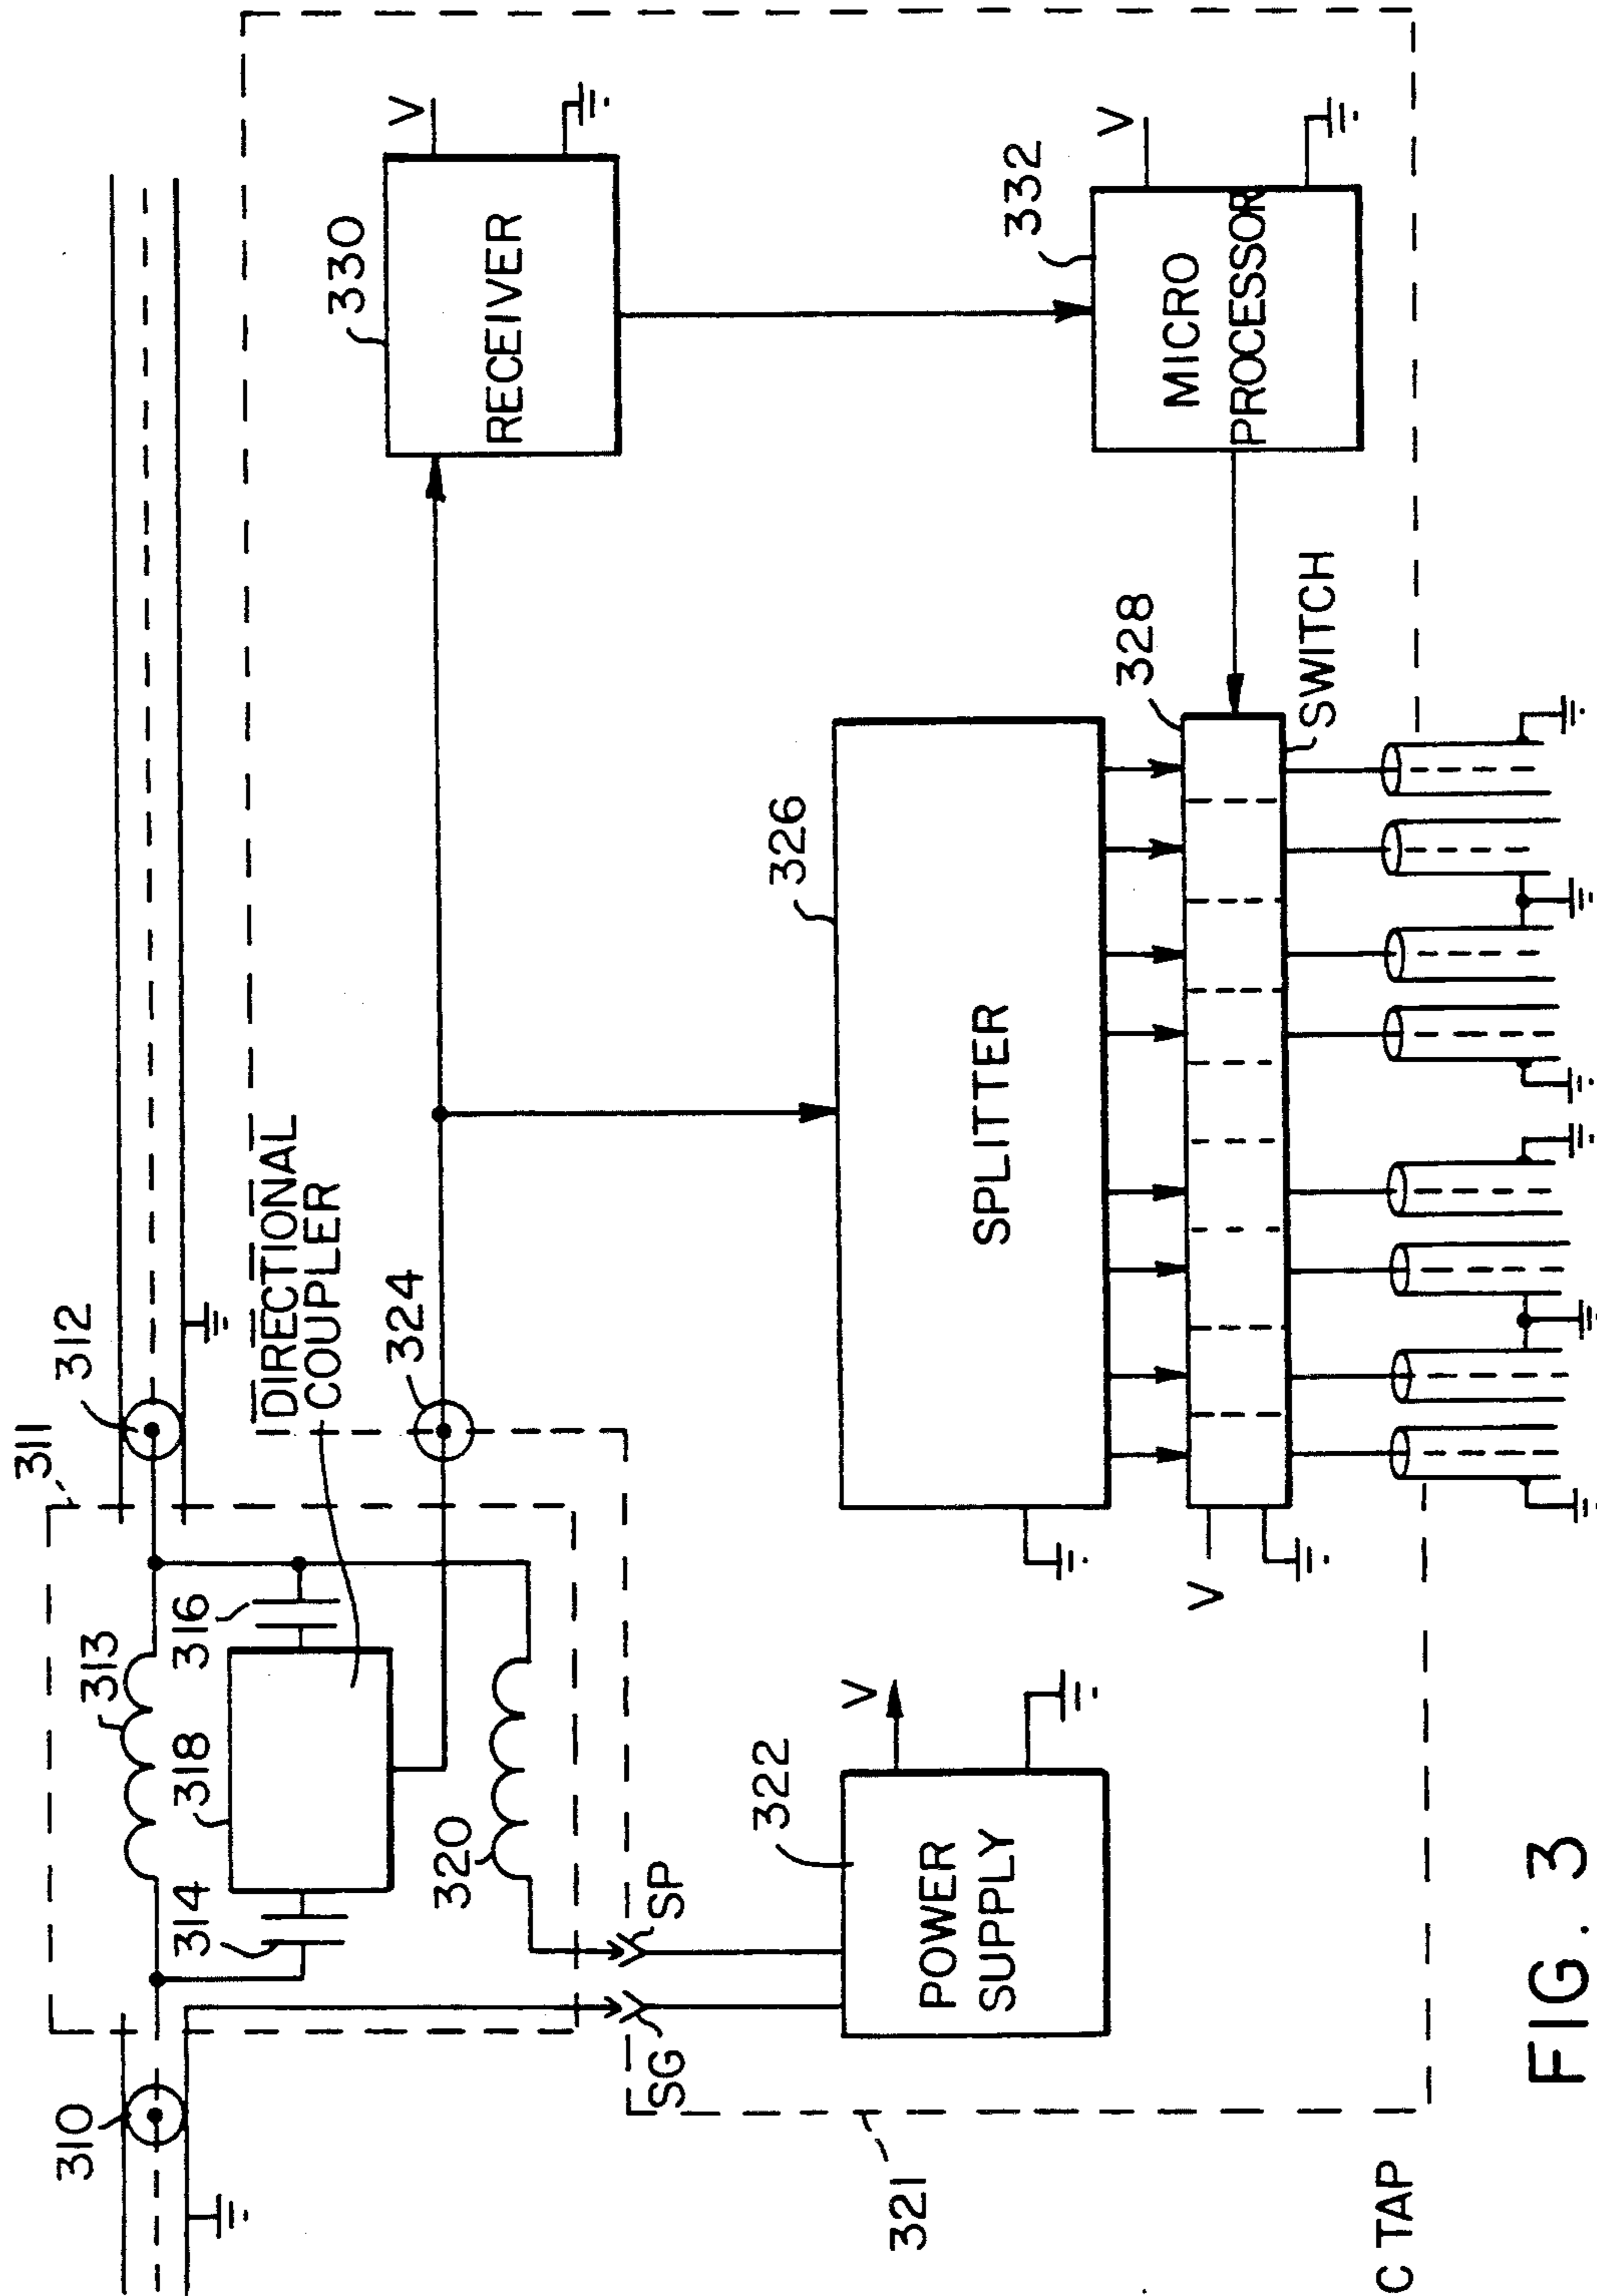 310
311
312
313
314
316
318
320
DIRECTIONAL
COUPLER
324
SG
SP
321
322
POWER
SUPPLY
V
330
RECEIVER
V
326
SPLITTER
328
SWITCH
V
332
MICRO
PROCESSOR
V
C TAP
FIG. 3